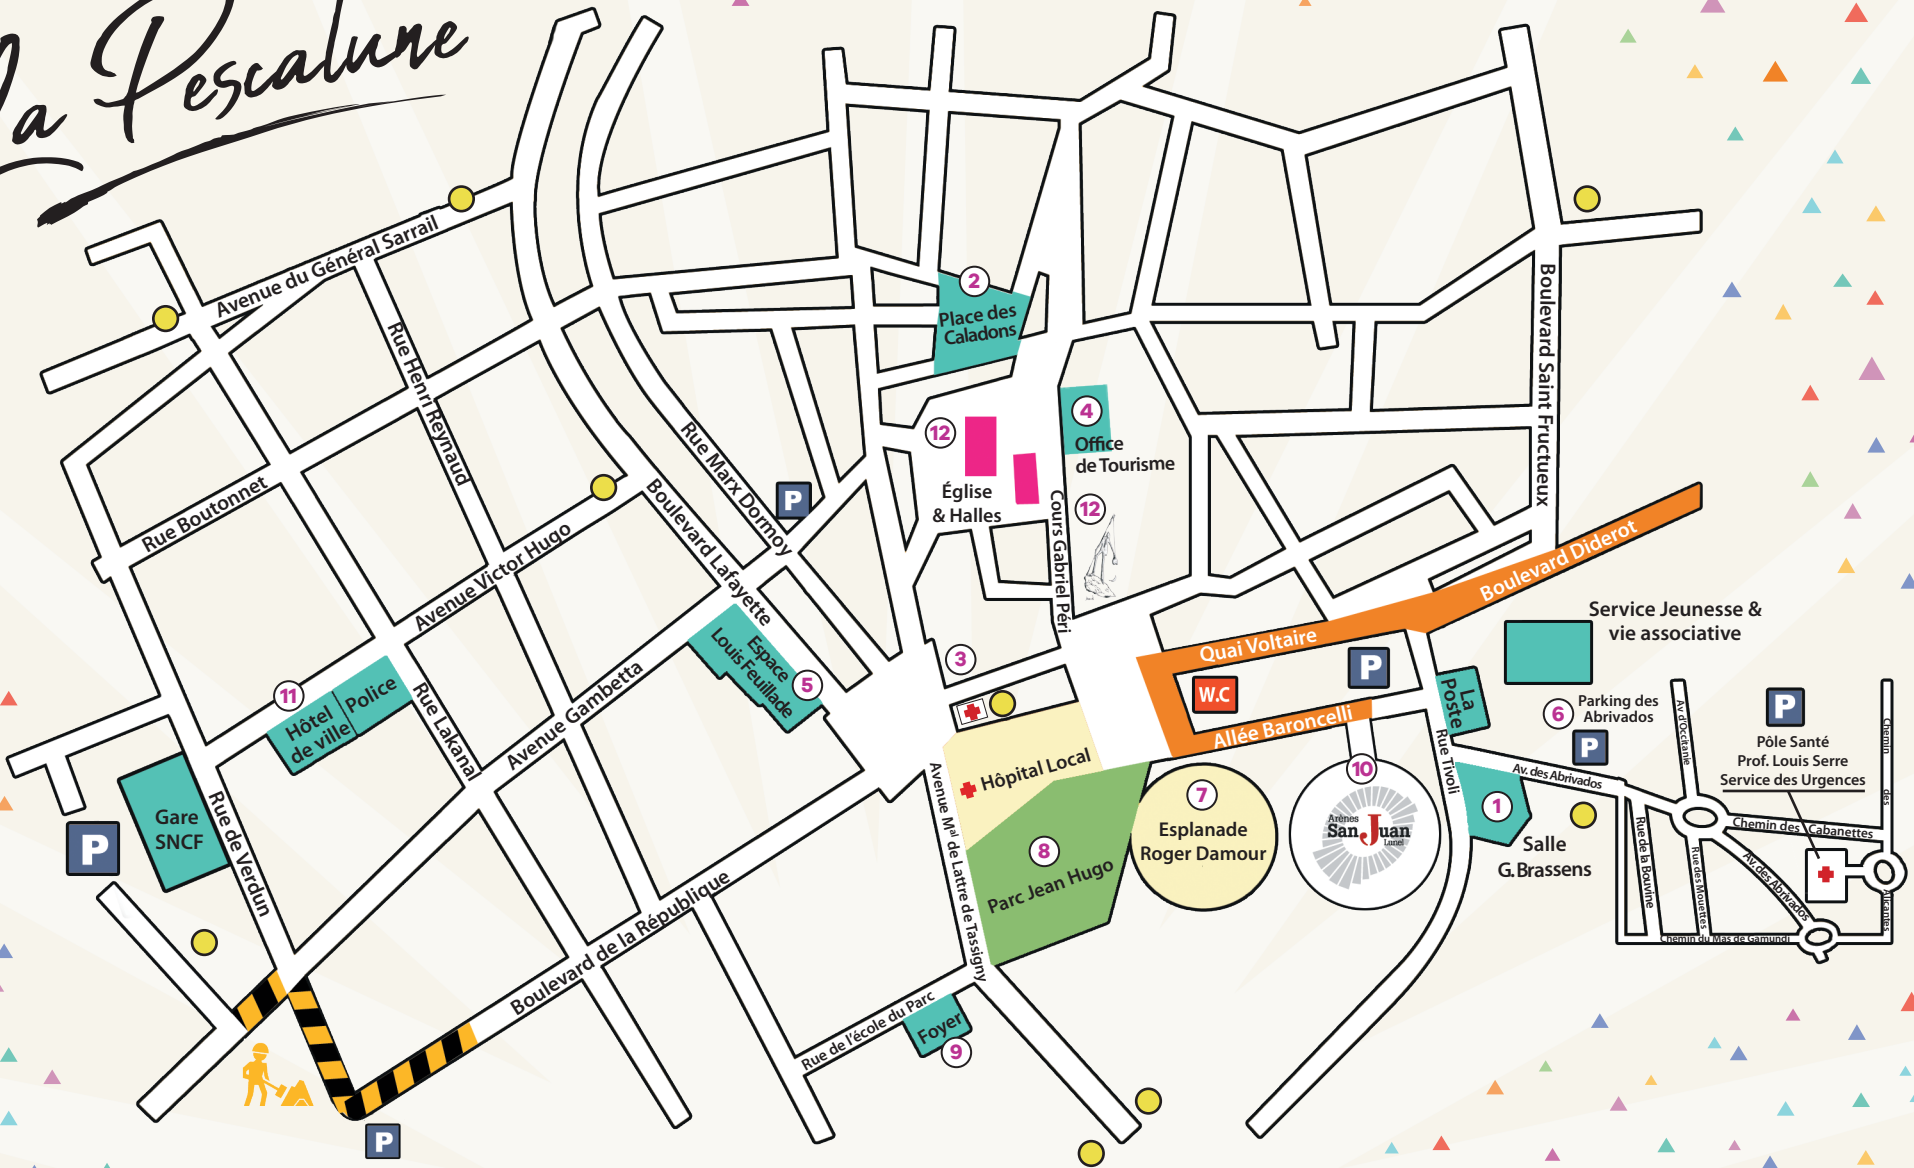 La Pescalune
Avenue du Général Sarrail
Rue Henri Reynaud
Rue Boutonnet
Avenue Victor Hugo
Rue Marx Dormoy
Boulevard Lafayette
P
2
Place des
Caladons
4
Office
de Tourisme
12
Église
& Halles
12
Cours Gabriel Péri
Boulevard Saint Fructueux
Boulevard Diderot
Quai Voltaire
W.C
P
Allée Baroncelli
Service Jeunesse &
vie associative
La
Poste
6
Parking des
Abrivados
P
Av d'Occitanie
P
Pôle Santé
Prof. Louis Serre
Service des Urgences
Chemin des Alicantes
3
Espace
Louis Feuillade
5
11
Hôtel
de ville
Police
Rue Lakanal
Avenue Gambetta
Gare
SNCF
P
Rue de Verdun
Hôpital Local
Avenue Mal de Lattre de Tassigny
8
Parc Jean Hugo
7
Esplanade
Roger Damour
10
Arènes
San Juan
Lunel
Rue Tivoli
Av. des Abrivados
1
Salle
G.Brassens
Rue de la Bouvine
Rue des Mouettes
Av. des Abrivados
Chemin des Cabanettes
Chemin du Mas de Gamundi
Boulevard de la République
Rue de l'école du Parc
Foyer
9
P